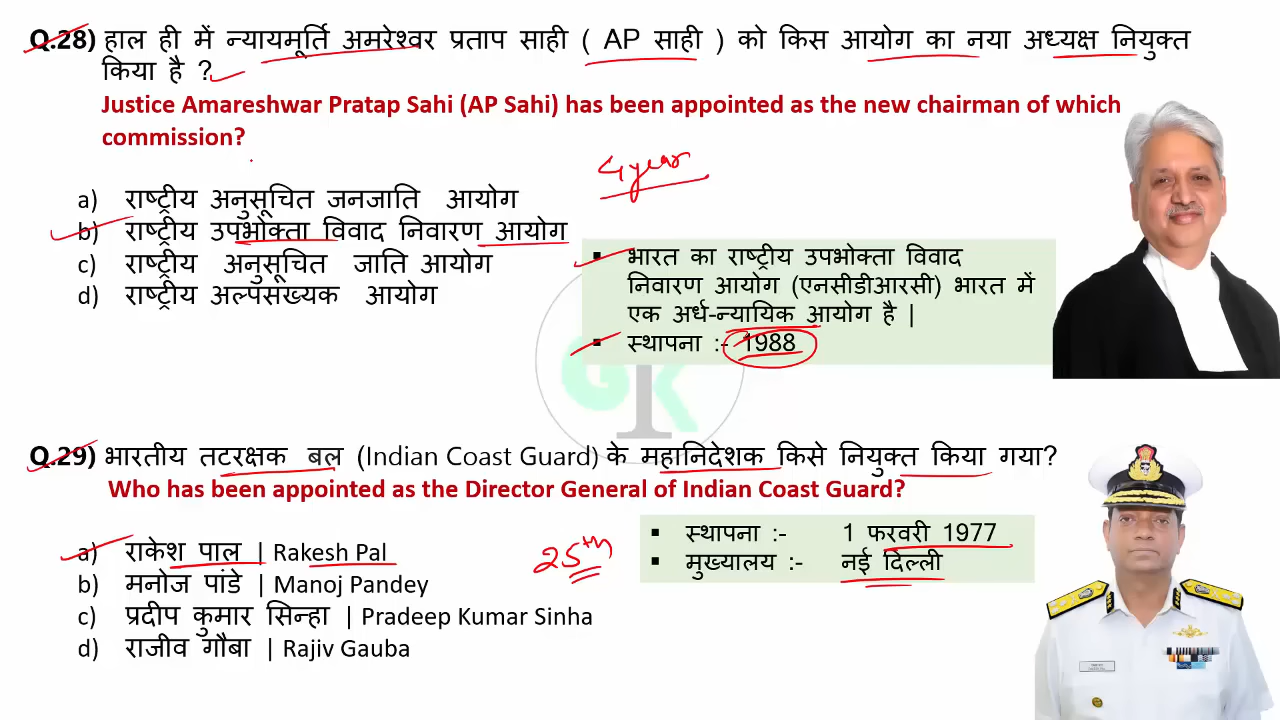 Q.28) हाल ही में न्यायमूर्ति अमरेश्वर प्रताप साही ( AP साही ) को किस आयोग का नया अध्यक्ष नियुक्त
किया है ?
Justice Amareshwar Pratap Sahi (AP Sahi) has been appointed as the new chairman of which
commission?
4 year
a) राष्ट्रीय अनुसूचित जनजाति आयोग
b) राष्ट्रीय उपभोक्ता विवाद निवारण आयोग
c) राष्ट्रीय अनुसूचित जाति आयोग
d) राष्ट्रीय अल्पसंख्यक आयोग
▪ भारत का राष्ट्रीय उपभोक्ता विवाद
निवारण आयोग (एनसीडीआरसी) भारत में
एक अर्ध-न्यायिक आयोग है |
▪ स्थापना :- 1988
GK
Q.29) भारतीय तटरक्षक बल (Indian Coast Guard) के महानिदेशक किसे नियुक्त किया गया?
Who has been appointed as the Director General of Indian Coast Guard?
a) राकेश पाल | Rakesh Pal
b) मनोज पांडे | Manoj Pandey
c) प्रदीप कुमार सिन्हा | Pradeep Kumar Sinha
d) राजीव गौबा | Rajiv Gauba
25th
▪ स्थापना :- 1 फरवरी 1977
▪ मुख्यालय :- नई दिल्ली